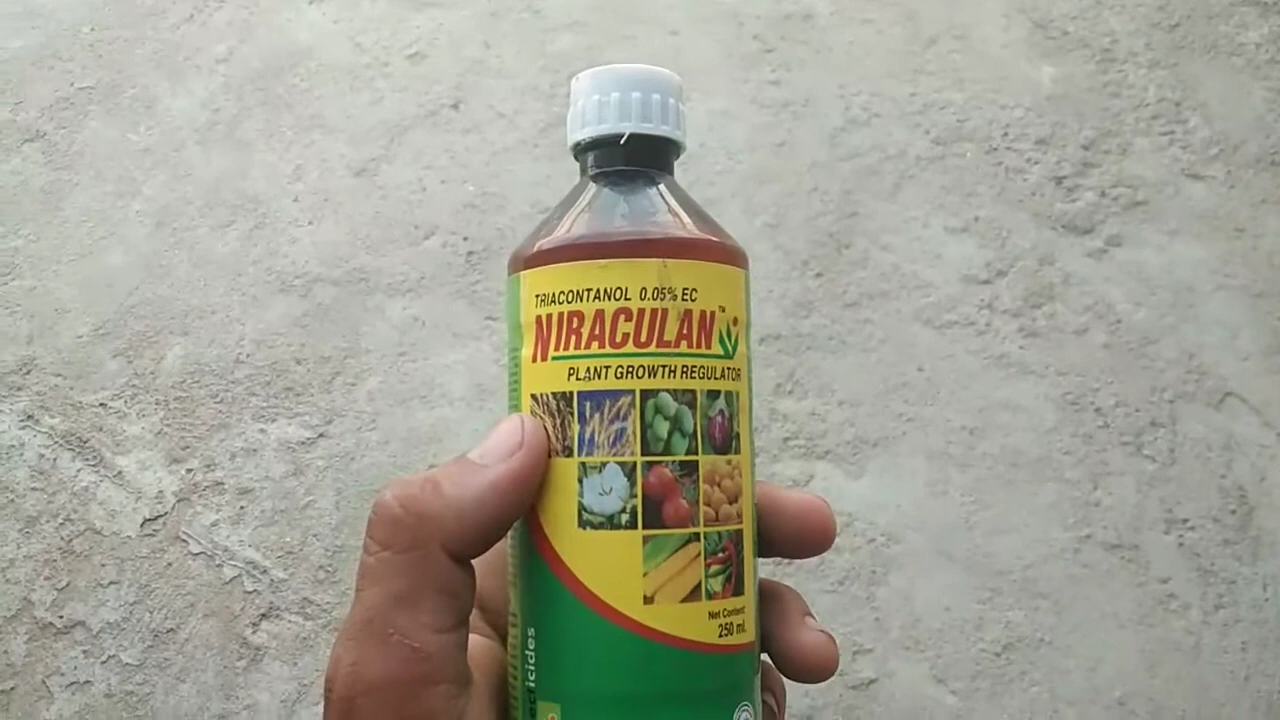 TRIACONTANOL 0.05% EC
NIRACULAN™
PLANT GROWTH REGULATOR
Net Content
250 ml.